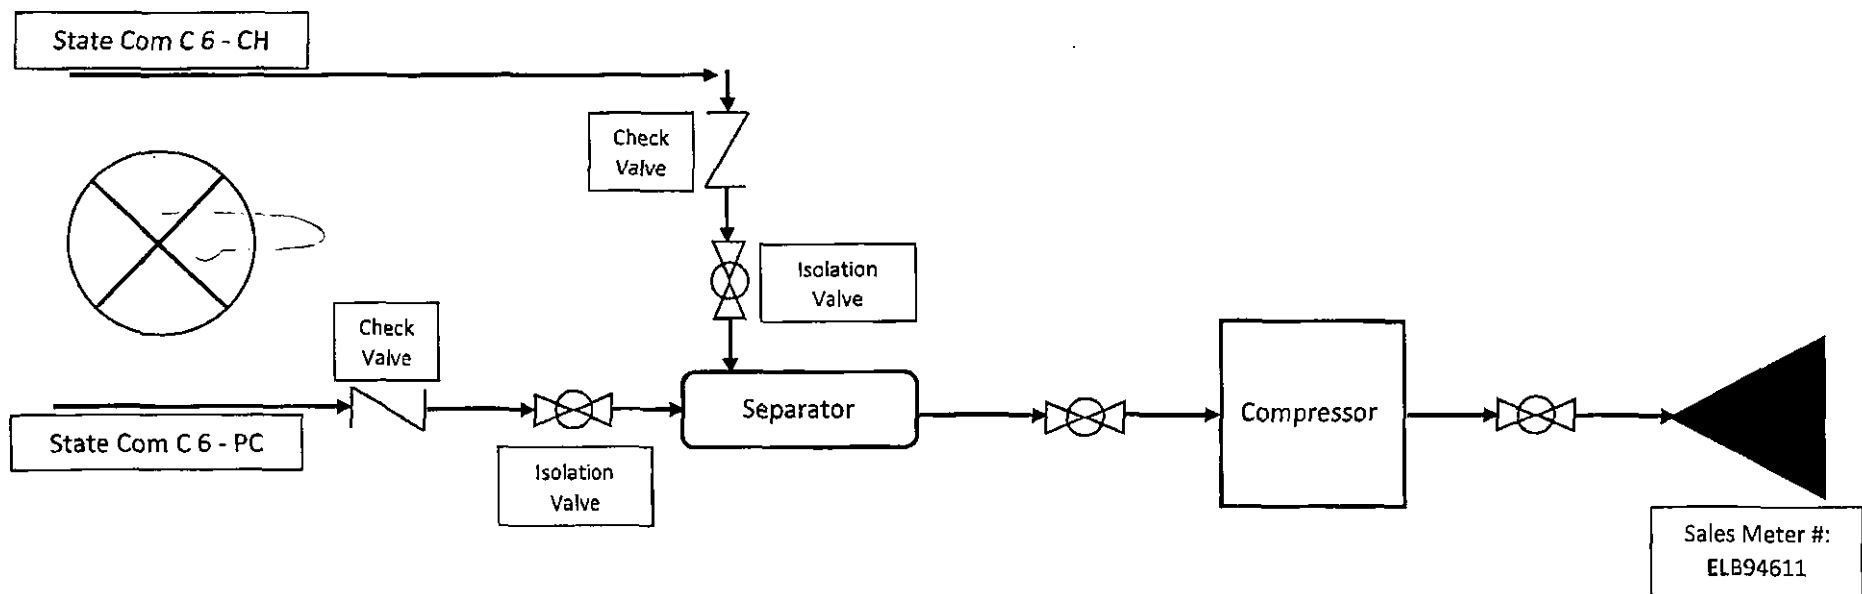 State Com C 6 - CH
Check
Valve
Isolation
Valve
Check
Valve
State Com C 6 - PC
Isolation
Valve
Separator
Compressor
Sales Meter #:
ELB94611